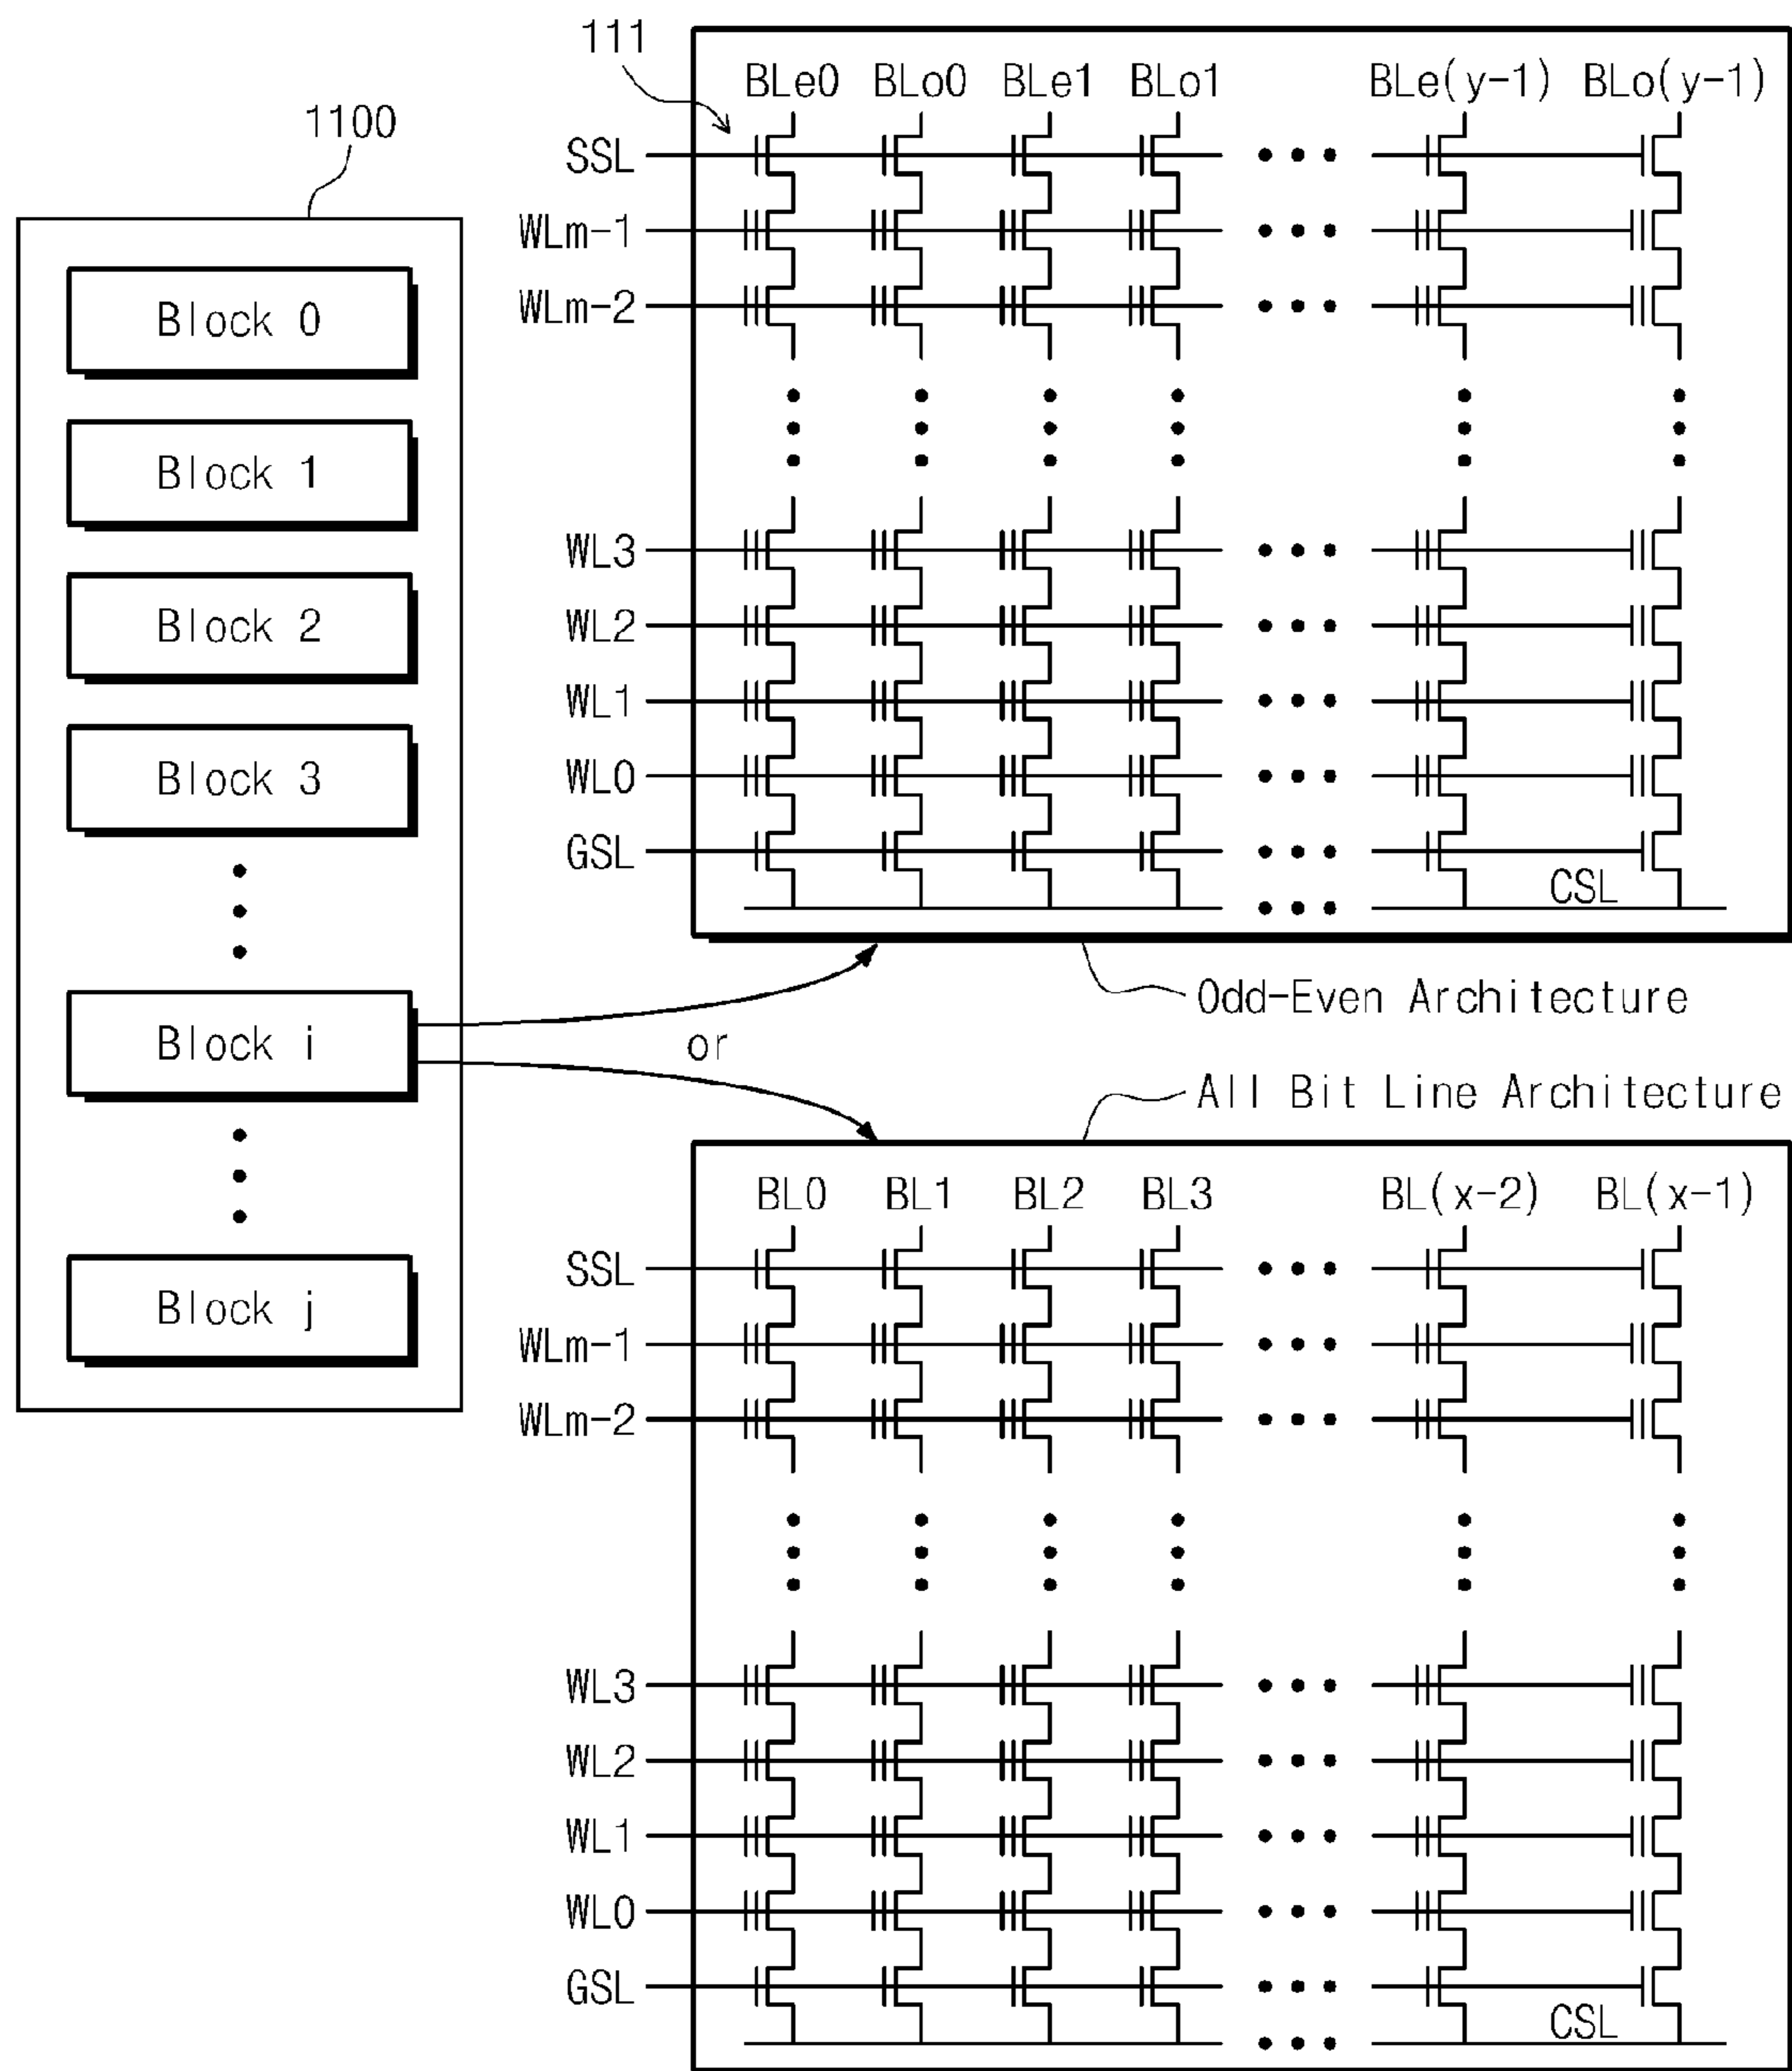 111
BLe0 BLo0 BLe1 BLo1 BLe(y-1) BLo(y-1)
SSL
WLm-1
WLm-2
WL3
WL2
WL1
WL0
GSL
CSL
Odd-Even Architecture
1100
Block 0
Block 1
Block 2
Block 3
Block i
Block j
or
All Bit Line Architecture
BL0 BL1 BL2 BL3 BL(x-2) BL(x-1)
SSL
WLm-1
WLm-2
WL3
WL2
WL1
WL0
GSL
CSL